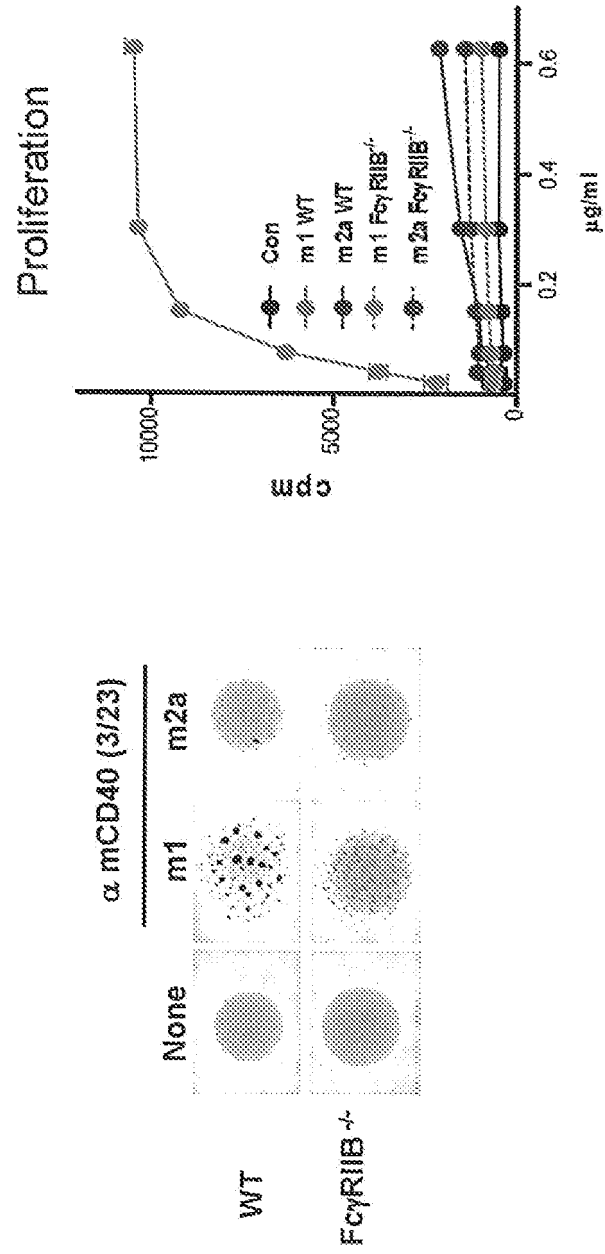 α mCD40 (3/23)
None m1 m2a
WT
FcγRIIB-/-
Proliferation
cpm
10000
5000
0
Con
m1 WT
m2a WT
m1 FcγRIIB-/-
m2a FcγRIIB-/-
0.2 0.4 0.6
µg/ml